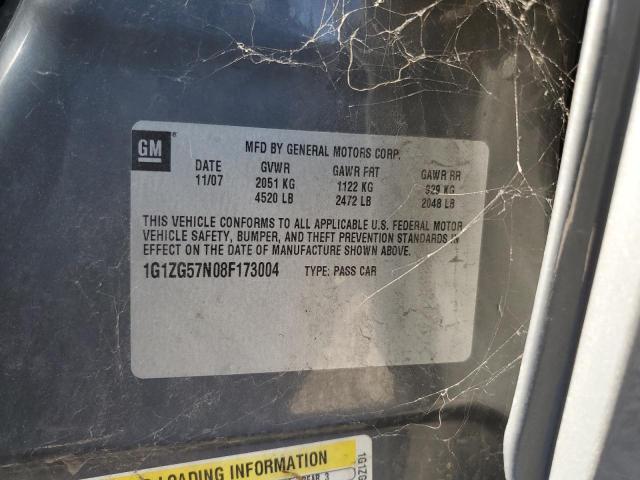 GM
MFD BY GENERAL MOTORS CORP.
DATE GVWR GAWR FRT GAWR RR
11/07 2051 KG 1122 KG 929 KG
4520 LB 2472 LB 2048 LB
THIS VEHICLE CONFORMS TO ALL APPLICABLE U.S. FEDERAL MOTOR
VEHICLE SAFETY, BUMPER, AND THEFT PREVENTION STANDARDS IN
EFFECT ON THE DATE OF MANUFACTURE SHOWN ABOVE.
1G1ZG57N08F173004 TYPE: PASS CAR
LOADING INFORMATION
1G1ZG